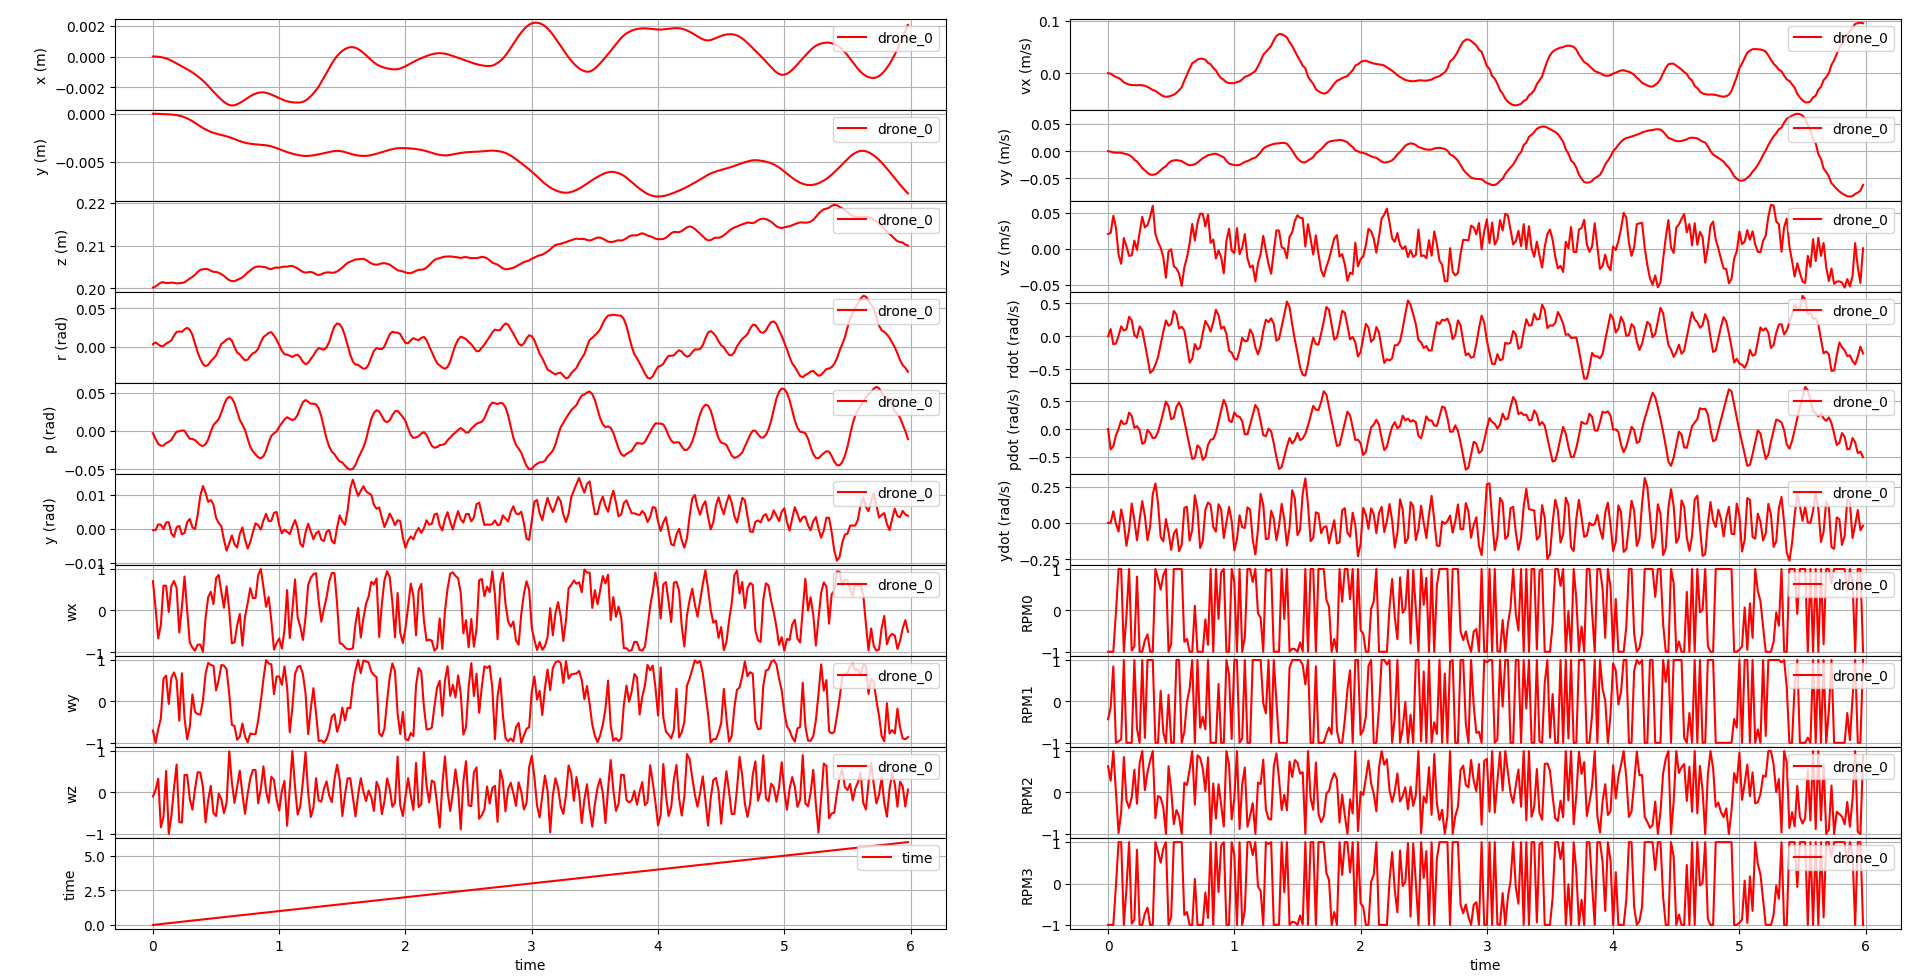 x (m)
0.002
0.000
−0.002
drone_0
y (m)
0.000
−0.005
drone_0
z (m)
0.22
0.21
0.20
drone_0
r (rad)
0.05
0.00
drone_0
p (rad)
0.05
0.00
−0.05
drone_0
y (rad)
0.01
0.00
−0.01
drone_0
wx
1
0
−1
drone_0
wy
1
0
−1
drone_0
wz
1
0
−1
drone_0
time
5.0
2.5
0.0
time
0 1 2 3 4 5 6
time
vx (m/s)
0.1
0.0
drone_0
vy (m/s)
0.05
0.00
−0.05
drone_0
vz (m/s)
0.05
0.00
−0.05
drone_0
rdot (rad/s)
0.5
0.0
−0.5
drone_0
pdot (rad/s)
0.5
0.0
−0.5
drone_0
ydot (rad/s)
0.25
0.00
−0.25
drone_0
RPM0
1
0
−1
drone_0
RPM1
1
0
−1
drone_0
RPM2
1
0
−1
drone_0
RPM3
1
0
−1
drone_0
0 1 2 3 4 5 6
time